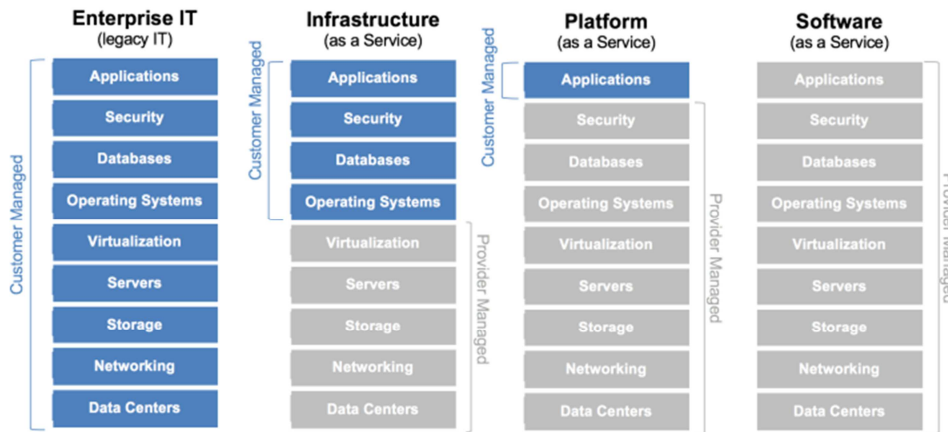 Enterprise IT
(legacy IT)
Customer Managed
Applications
Security
Databases
Operating Systems
Virtualization
Servers
Storage
Networking
Data Centers
Infrastructure
(as a Service)
Customer Managed
Applications
Security
Databases
Operating Systems
Virtualization
Servers
Storage
Networking
Data Centers
Provider Managed
Platform
(as a Service)
Customer Managed
Applications
Security
Databases
Operating Systems
Virtualization
Servers
Storage
Networking
Data Centers
Provider Managed
Software
(as a Service)
Applications
Security
Databases
Operating Systems
Virtualization
Servers
Storage
Networking
Data Centers
Provider Managed